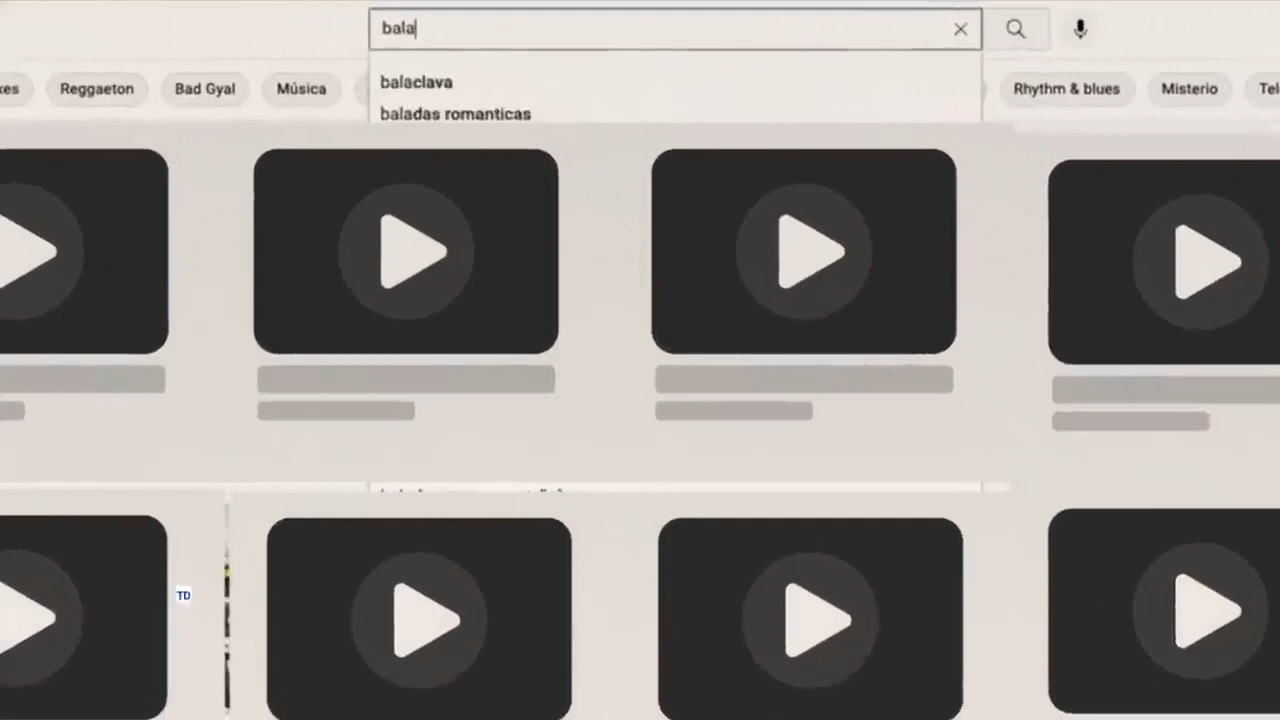 bala
balaclava
baladas romanticas
Reggaeton
Bad Gyal
Música
Rhythm & blues
Misterio
TD